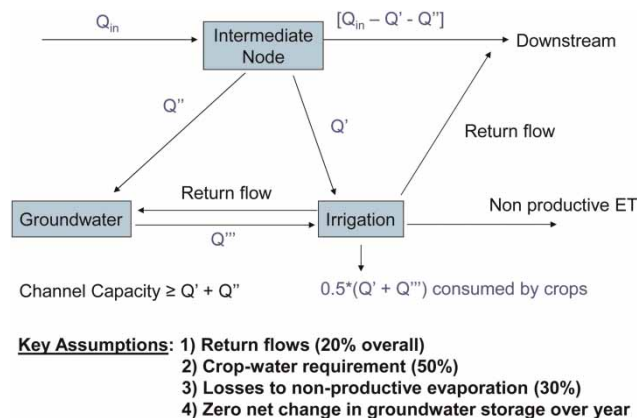 Q_in
Intermediate
Node
[Q_in – Q' - Q"]
Downstream
Q"
Q'
Return flow
Return flow
Groundwater
Irrigation
Non productive ET
Q'"
Channel Capacity ≥ Q' + Q"
0.5*(Q' + Q'") consumed by crops
Key Assumptions: 1) Return flows (20% overall)
2) Crop-water requirement (50%)
3) Losses to non-productive evaporation (30%)
4) Zero net change in groundwater storage over year